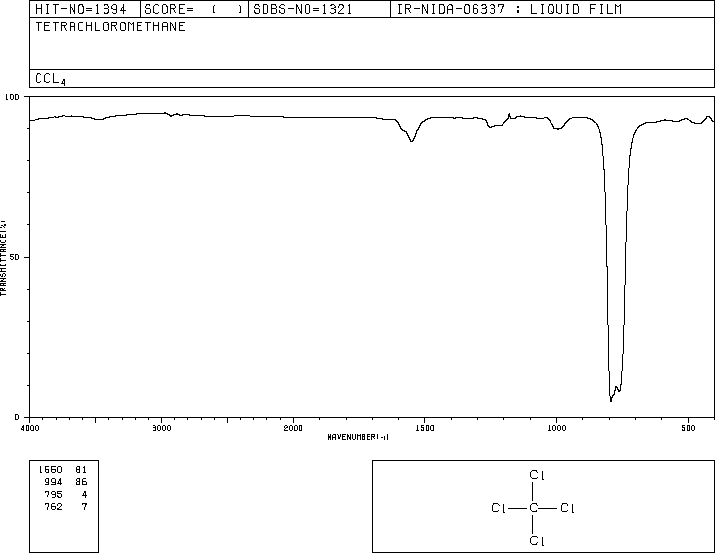 HIT-NO=1394 SCORE= ( ) SDBS-NO=1321 IR-NIDA-06337 : LIQUID FILM
TETRACHLOROMETHANE
CCL4
100
50
0
TRANSMITTANCE(%)
4000 3000 2000 1500 1000 500
WAVENUMBER(-1)
1660 81
994 86
795 4
762 7
Cl
Cl C Cl
Cl